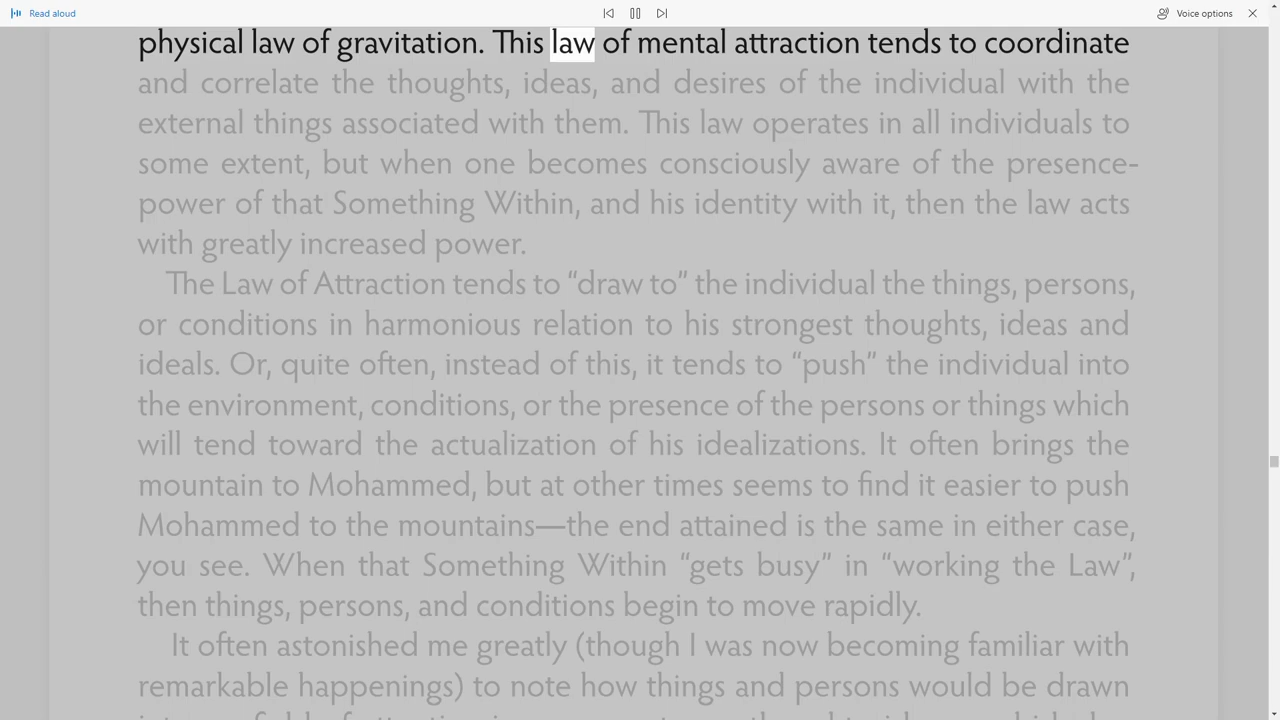 Read aloud
Voice options
physical law of gravitation. This law of mental attraction tends to coordinate
and correlate the thoughts, ideas, and desires of the individual with the
external things associated with them. This law operates in all individuals to
some extent, but when one becomes consciously aware of the presence-
power of that Something Within, and his identity with it, then the law acts
with greatly increased power.
The Law of Attraction tends to “draw to” the individual the things, persons,
or conditions in harmonious relation to his strongest thoughts, ideas and
ideals. Or, quite often, instead of this, it tends to “push” the individual into
the environment, conditions, or the presence of the persons or things which
will tend toward the actualization of his idealizations. It often brings the
mountain to Mohammed, but at other times seems to find it easier to push
Mohammed to the mountains—the end attained is the same in either case,
you see. When that Something Within “gets busy” in “working the Law”,
then things, persons, and conditions begin to move rapidly.
It often astonished me greatly (though I was now becoming familiar with
remarkable happenings) to note how things and persons would be drawn